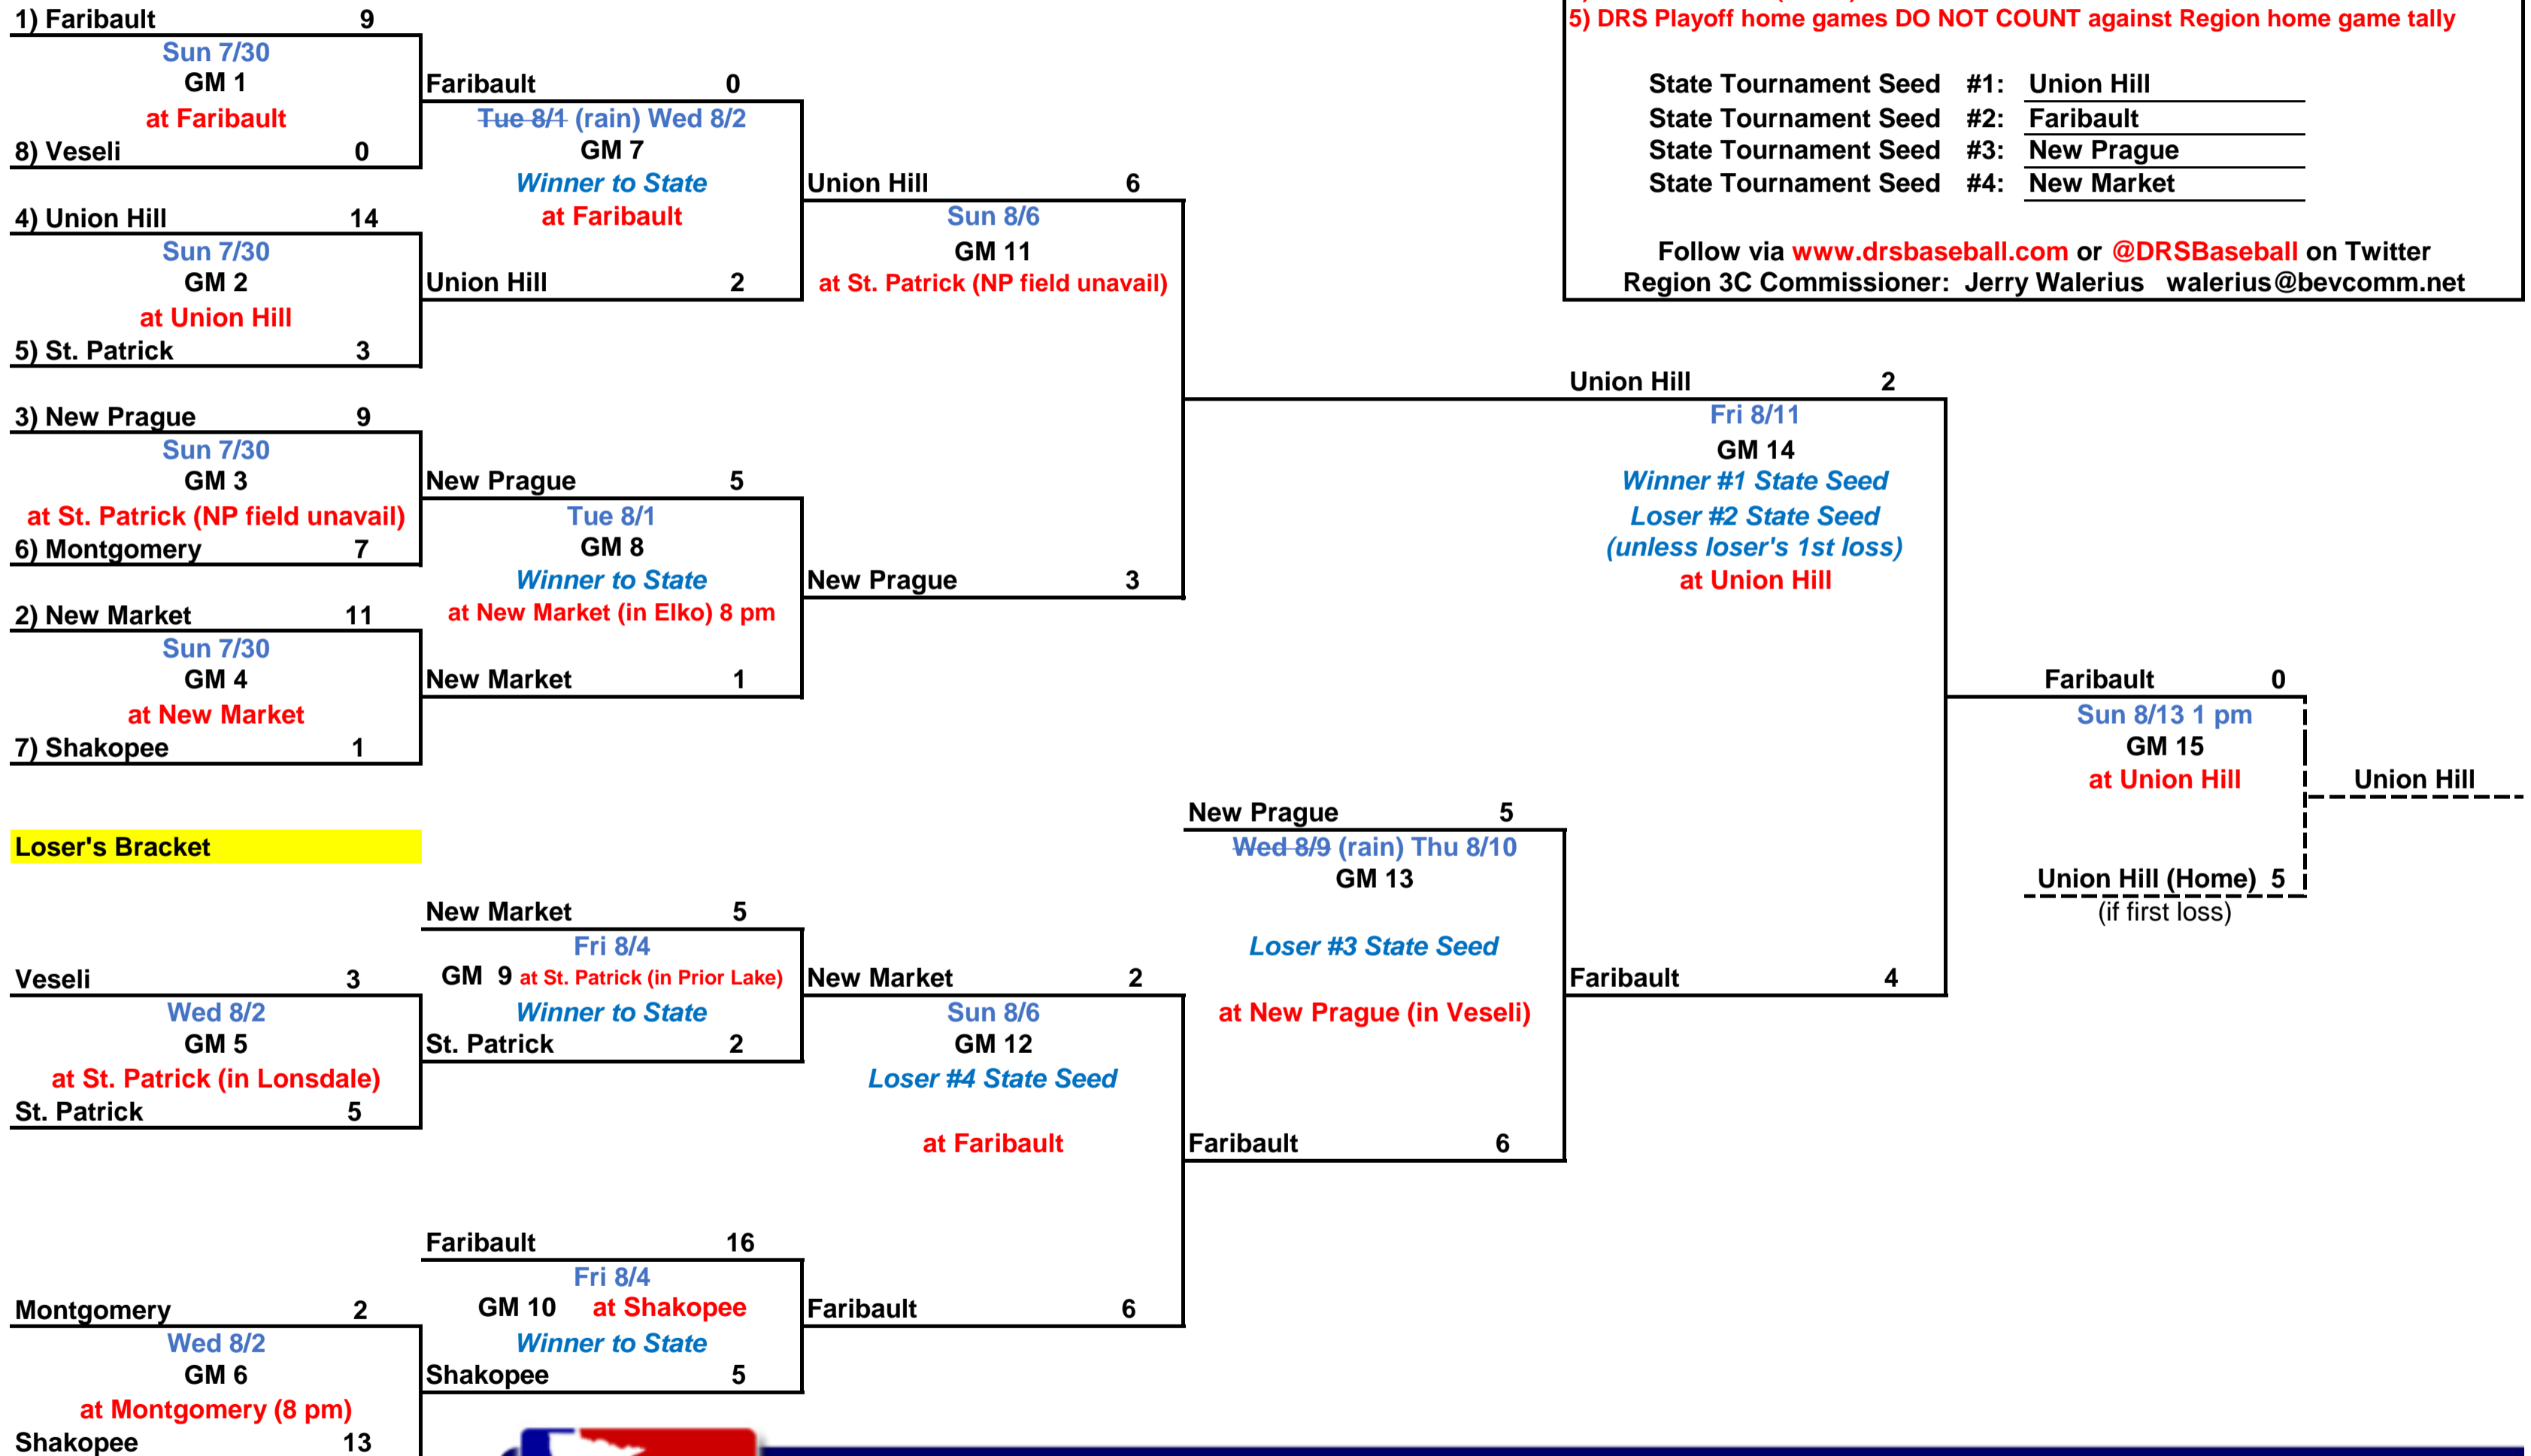 1) Faribault 9
Sun 7/30
GM 1
at Faribault
8) Veseli 0
4) Union Hill 14
Sun 7/30
GM 2
at Union Hill
5) St. Patrick 3
3) New Prague 9
Sun 7/30
GM 3
at St. Patrick (NP field unavail)
6) Montgomery 7
2) New Market 11
Sun 7/30
GM 4
at New Market
7) Shakopee 1
Faribault 0
Tue 8/1 (rain) Wed 8/2
GM 7
Winner to State
at Faribault
Union Hill 2
New Prague 5
Tue 8/1
GM 8
Winner to State
at New Market (in Elko) 8 pm
New Market 1
Union Hill 6
Sun 8/6
GM 11
at St. Patrick (NP field unavail)
New Prague 3
5) DRS Playoff home games DO NOT COUNT against Region home game tally
State Tournament Seed #1: Union Hill
State Tournament Seed #2: Faribault
State Tournament Seed #3: New Prague
State Tournament Seed #4: New Market
Follow via www.drsbaseball.com or @DRSBaseball on Twitter
Region 3C Commissioner: Jerry Walerius walerius@bevcomm.net
Union Hill 2
Fri 8/11
GM 14
Winner #1 State Seed
Loser #2 State Seed
(unless loser's 1st loss)
at Union Hill
Faribault 4
Faribault 0
Sun 8/13 1 pm
GM 15
at Union Hill
Union Hill (Home) 5
(if first loss)
Union Hill
Loser's Bracket
Veseli 3
Wed 8/2
GM 5
at St. Patrick (in Lonsdale)
St. Patrick 5
Montgomery 2
Wed 8/2
GM 6
at Montgomery (8 pm)
Shakopee 13
New Market 5
Fri 8/4
GM 9 at St. Patrick (in Prior Lake)
Winner to State
St. Patrick 2
Faribault 16
Fri 8/4
GM 10 at Shakopee
Winner to State
Shakopee 5
New Market 2
Sun 8/6
GM 12
Loser #4 State Seed
at Faribault
Faribault 6
New Prague 5
Wed 8/9 (rain) Thu 8/10
GM 13
Loser #3 State Seed
at New Prague (in Veseli)
Faribault 6